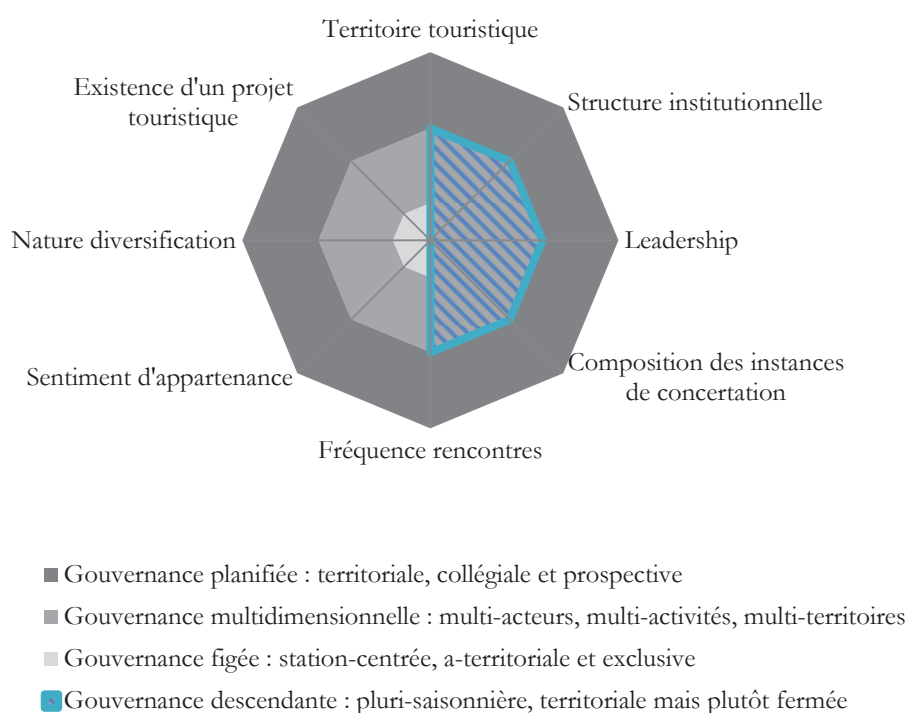 Territoire touristique
Existence d'un projet
touristique
Structure institutionnelle
Nature diversification
Leadership
Sentiment d'appartenance
Composition des instances
de concertation
Fréquence rencontres
Gouvernance planifiée : territoriale, collégiale et prospective
Gouvernance multidimensionnelle : multi-acteurs, multi-activités, multi-territoires
Gouvernance figée : station-centrée, a-territoriale et exclusive
Gouvernance descendante : pluri-saisonnière, territoriale mais plutôt fermée